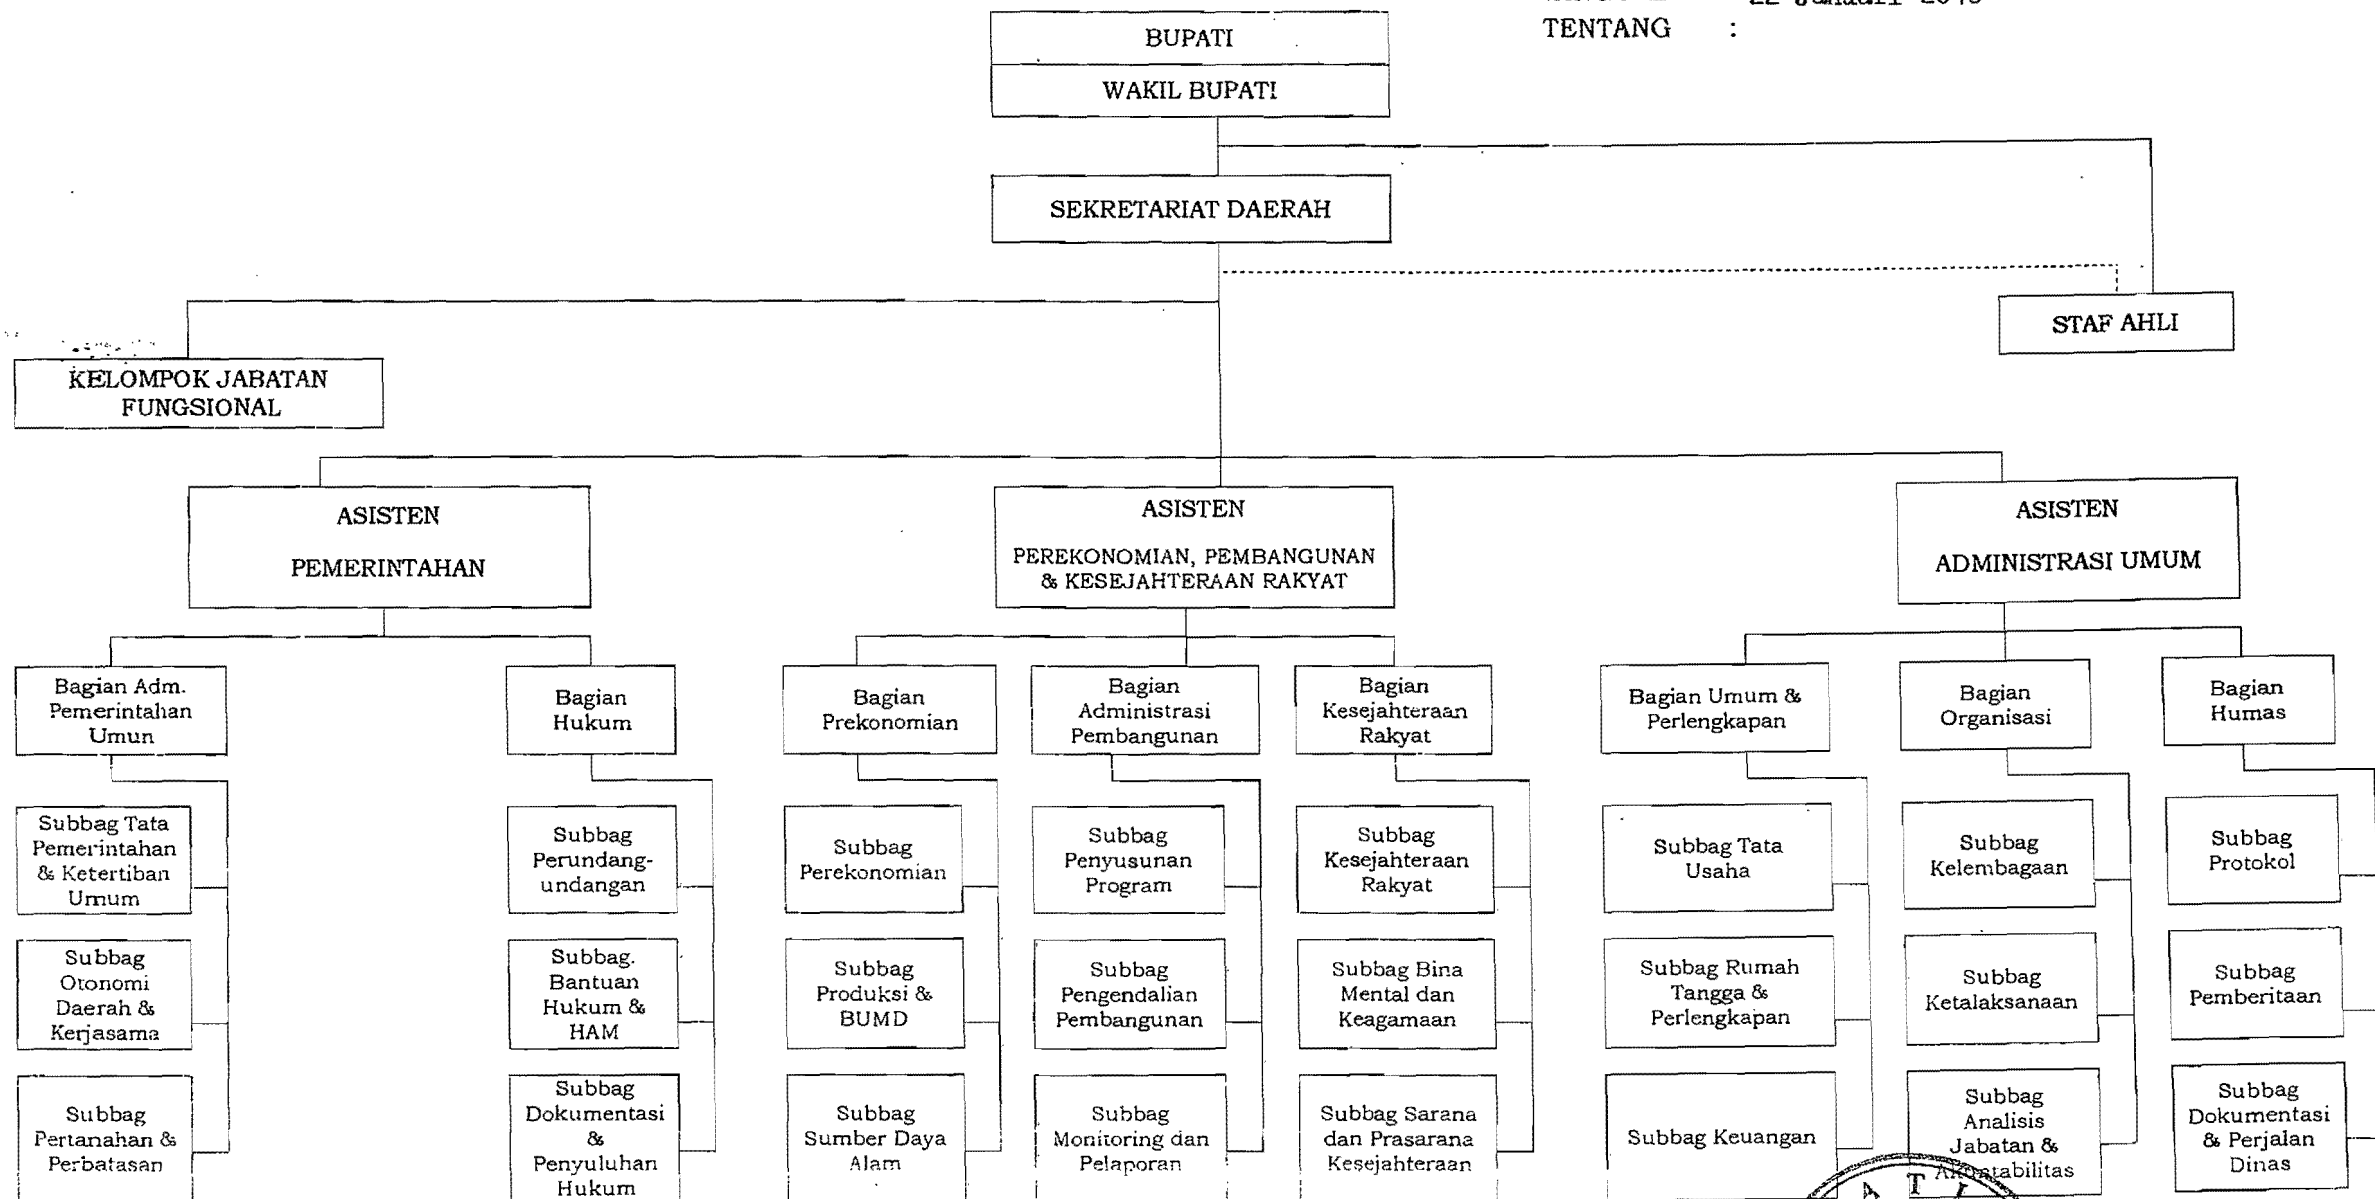 22 Januari
TENTANG :
BUPATI
WAKIL BUPATI
SEKRETARIAT DAERAH
STAF AHLI
KELOMPOK JABATAN
FUNGSIONAL
ASISTEN
PEMERINTAHAN
ASISTEN
PEREKONOMIAN, PEMBANGUNAN
& KESEJAHTERAAN RAKYAT
ASISTEN
ADMINISTRASI UMUM
Bagian Adm.
Pemerintahan
Umun
Bagian
Hukum
Bagian
Prekonomian
Bagian
Administrasi
Pembangunan
Bagian
Kesejahteraan
Rakyat
Bagian Umum &
Perlengkapan
Bagian
Organisasi
Bagian
Humas
Subbag Tata
Pemerintahan
& Ketertiban
Umum
Subbag
Perundang-
undangan
Subbag
Perekonomian
Subbag
Penyusunan
Program
Subbag
Kesejahteraan
Rakyat
Subbag Tata
Usaha
Subbag
Kelembagaan
Subbag
Protokol
Subbag
Otonomi
Daerah &
Kerjasama
Subbag.
Bantuan
Hukum &
HAM
Subbag
Produksi &
BUMD
Subbag
Pengendalian
Pembangunan
Subbag Bina
Mental dan
Keagamaan
Subbag Rumah
Tangga &
Perlengkapan
Subbag
Ketalaksanaan
Subbag
Pemberitaan
Subbag
Pertanahan &
Perbatasan
Subbag
Dokumentasi
&
Penyuluhan
Hukum
Subbag
Sumber Daya
Alam
Subbag
Monitoring dan
Pelaporan
Subbag Sarana
dan Prasarana
Kesejahteraan
Subbag Keuangan
Subbag
Analisis
Jabatan &
Akuntabilitas
Subbag
Dokumentasi
& Perjalan
Dinas
A T I